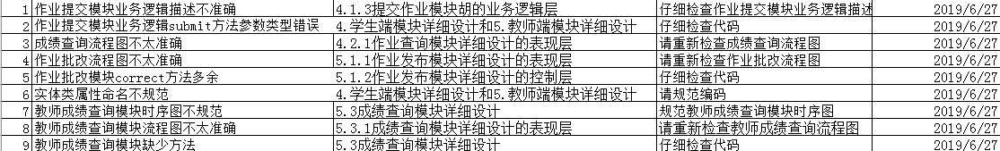 1 作业提交模块业务逻辑描述不准确 4.1.3提交作业模块胡的业务逻辑层 仔细检查作业提交模块业务逻辑描述 2019/6/27
2 作业提交模块业务逻辑submit方法参数类型错误 4.学生端模块详细设计和5.教师端模块详细设计 仔细检查代码 2019/6/27
3 成绩查询流程图不太准确 4.2.1作业查询模块详细设计的表现层 请重新检查成绩查询流程图 2019/6/27
4 作业批改流程图不太准确 5.1.1作业发布模块详细设计的表现层 请重新检查作业批改流程图 2019/6/27
5 作业批改模块correct方法多余 5.1.2作业发布模块详细设计的控制层 仔细检查代码 2019/6/27
6 实体类属性命名不规范 4.学生端模块详细设计和5.教师端模块详细设计 请规范编码 2019/6/27
7 教师成绩查询模块时序图不规范 5.3成绩查询模块详细设计 规范教师成绩查询模块时序图 2019/6/27
8 教师成绩查询模块流程图不太准确 5.3.1成绩查询模块详细设计的表现层 请重新检查教师成绩查询流程图 2019/6/27
9 教师成绩查询模块缺少方法 5.3成绩查询模块详细设计 仔细检查代码 2019/6/27